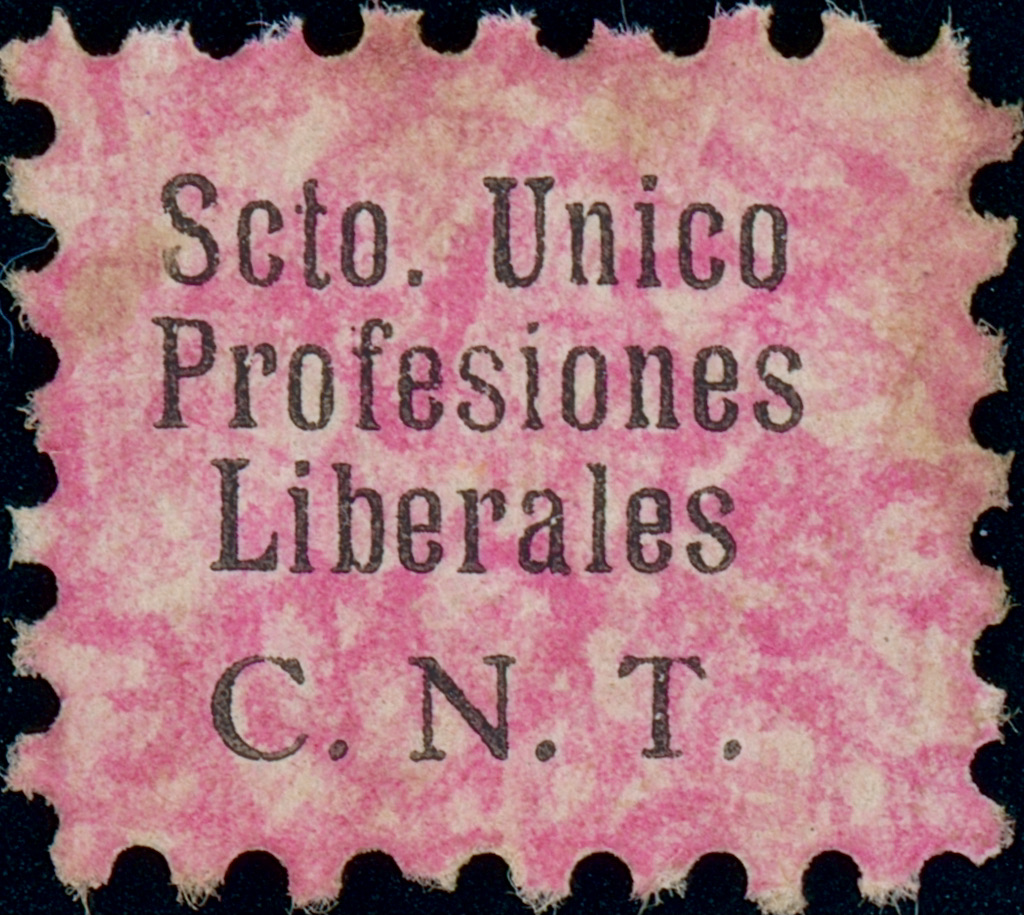 Scto. Unico
Profesiones
Liberales
C. N. T.